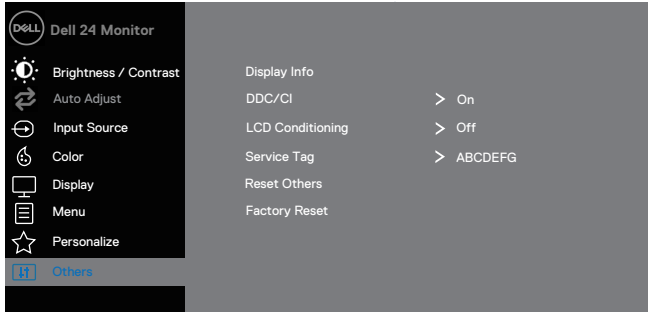 DELL Dell 24 Monitor
Brightness / Contrast
Auto Adjust
Input Source
Color
Display
Menu
Personalize
Others
Display Info
DDC/CI > On
LCD Conditioning > Off
Service Tag > ABCDEFG
Reset Others
Factory Reset